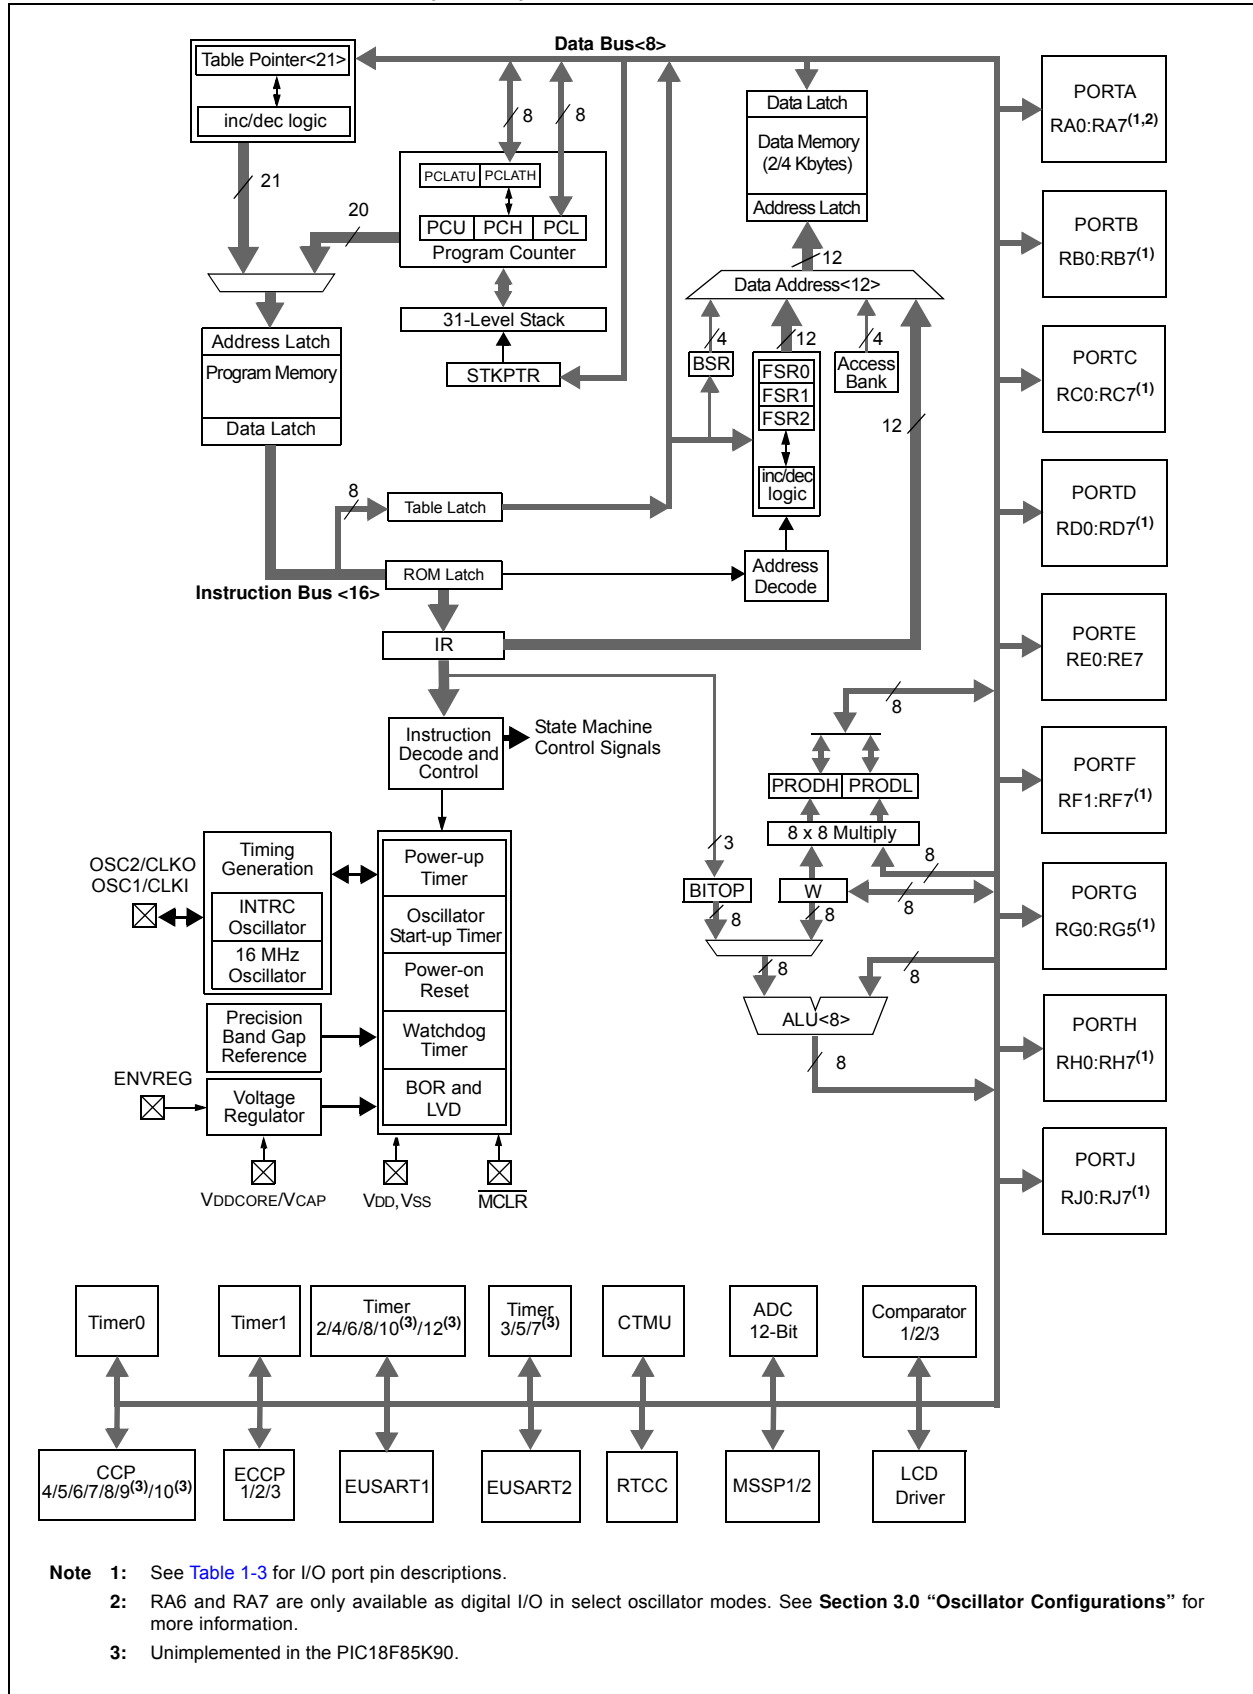 Data Bus<8>
Table Pointer<21>
inc/dec logic
21
20
8
8
PCLATU PCLATH
PCU PCH PCL
Program Counter
31-Level Stack
STKPTR
Address Latch
Program Memory
Data Latch
Data Latch
Data Memory
(2/4 Kbytes)
Address Latch
12
Data Address<12>
4
12
4
BSR
FSR0
FSR1
FSR2
inc/dec
logic
Access
Bank
12
8
Table Latch
ROM Latch
Instruction Bus <16>
Address
Decode
IR
Instruction
Decode and
Control
State Machine
Control Signals
8
PRODH PRODL
8 x 8 Multiply
3
8
BITOP
W
8
8
8
8
8
ALU<8>
8
OSC2/CLKO
OSC1/CLKI
Timing
Generation
INTRC
Oscillator
16 MHz
Oscillator
Power-up
Timer
Oscillator
Start-up Timer
Power-on
Reset
Watchdog
Timer
BOR and
LVD
Precision
Band Gap
Reference
ENVREG
Voltage
Regulator
VDDCORE/VCAP
VDD, VSS
MCLR
PORTA
RA0:RA7(1,2)
PORTB
RB0:RB7(1)
PORTC
RC0:RC7(1)
PORTD
RD0:RD7(1)
PORTE
RE0:RE7
PORTF
RF1:RF7(1)
PORTG
RG0:RG5(1)
PORTH
RH0:RH7(1)
PORTJ
RJ0:RJ7(1)
Timer0
Timer1
Timer
2/4/6/8/10(3)/12(3)
Timer
3/5/7(3)
CTMU
ADC
12-Bit
Comparator
1/2/3
CCP
4/5/6/7/8/9(3)/10(3)
ECCP
1/2/3
EUSART1
EUSART2
RTCC
MSSP1/2
LCD
Driver
Note 1: See Table 1-3 for I/O port pin descriptions.
2: RA6 and RA7 are only available as digital I/O in select oscillator modes. See Section 3.0 “Oscillator Configurations” for
more information.
3: Unimplemented in the PIC18F85K90.